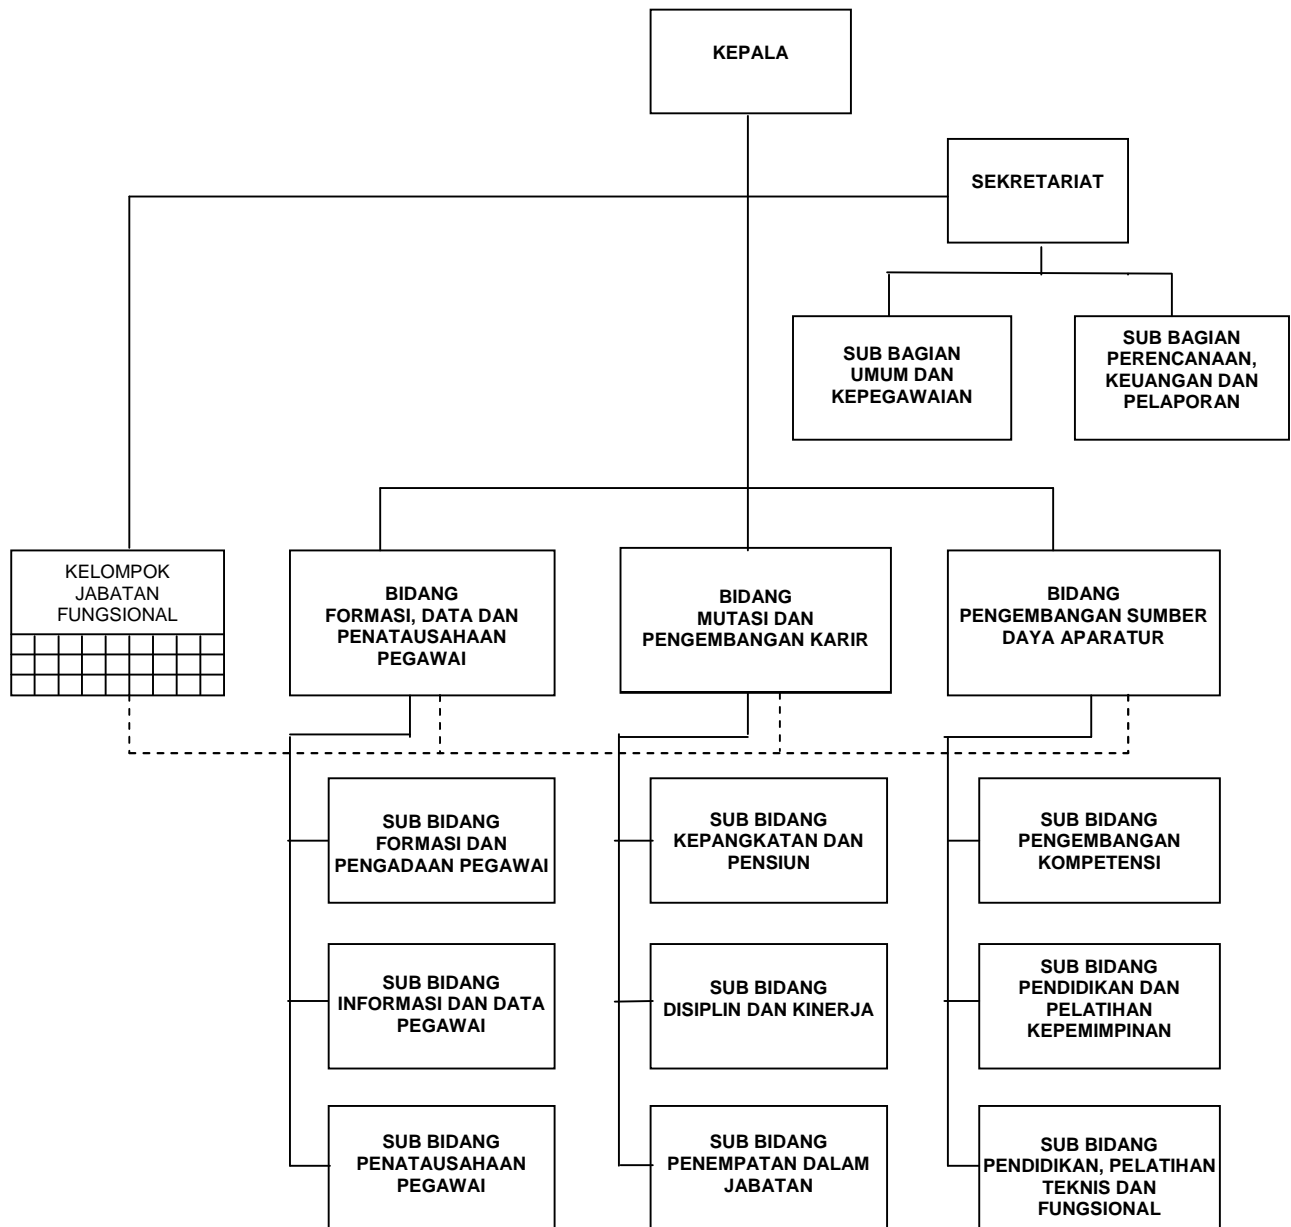 KEPALA
SEKRETARIAT
SUB BAGIAN
UMUM DAN
KEPEGAWAIAN
SUB BAGIAN
PERENCANAAN,
KEUANGAN DAN
PELAPORAN
KELOMPOK
JABATAN
FUNGSIONAL
BIDANG
FORMASI, DATA DAN
PENATAUSAHAAN
PEGAWAI
BIDANG
MUTASI DAN
PENGEMBANGAN KARIR
BIDANG
PENGEMBANGAN SUMBER
DAYA APARATUR
SUB BIDANG
FORMASI DAN
PENGADAAN PEGAWAI
SUB BIDANG
KEPANGKATAN DAN
PENSIUN
SUB BIDANG
PENGEMBANGAN
KOMPETENSI
SUB BIDANG
INFORMASI DAN DATA
PEGAWAI
SUB BIDANG
DISIPLIN DAN KINERJA
SUB BIDANG
PENDIDIKAN DAN
PELATIHAN
KEPEMIMPINAN
SUB BIDANG
PENATAUSAHAAN
PEGAWAI
SUB BIDANG
PENEMPATAN DALAM
JABATAN
SUB BIDANG
PENDIDIKAN, PELATIHAN
TEKNIS DAN
FUNGSIONAL